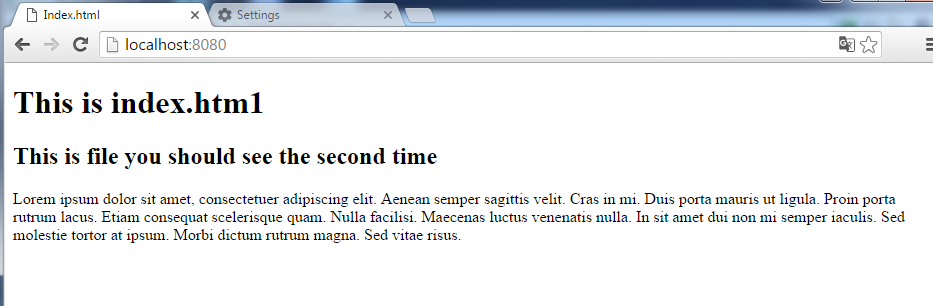 Index.html
Settings
localhost:8080
This is index.htm1
This is file you should see the second time
Lorem ipsum dolor sit amet, consectetuer adipiscing elit. Aenean semper sagittis velit. Cras in mi. Duis porta mauris ut ligula. Proin porta
rutrum lacus. Etiam consequat scelerisque quam. Nulla facilisi. Maecenas luctus venenatis nulla. In sit amet dui non mi semper iaculis. Sed
molestie tortor at ipsum. Morbi dictum rutrum magna. Sed vitae risus.